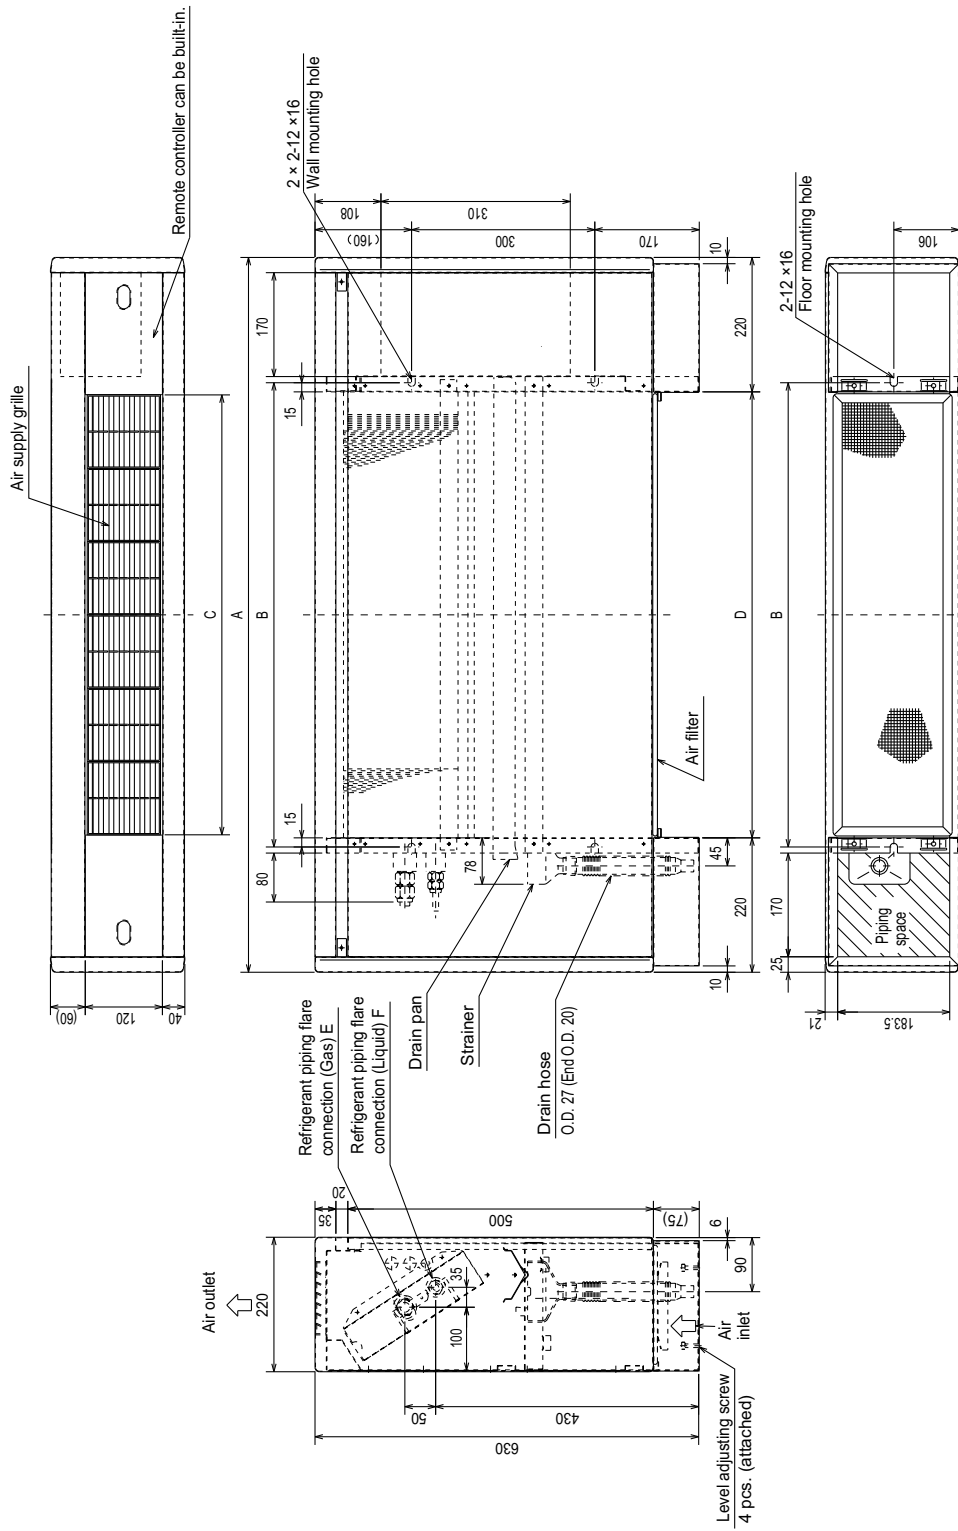 Air supply grille
Remote controller can be built-in.
(60)
120
40
C
A
B
15
15
170
80
2 × 2-12 ×16
Wall mounting hole
108
(160)
310
300
170
10
220
78
45
220
10
D
B
Air filter
Refrigerant piping flare
connection (Gas) E
Refrigerant piping flare
connection (Liquid) F
Drain pan
Strainer
Drain hose
O.D. 27 (End O.D. 20)
Air outlet
220
35
20
500
(75)
6
90
35
100
50
430
630
Air
inlet
Level adjusting screw
4 pcs. (attached)
2-12 ×16
Floor mounting hole
106
Piping
space
170
25
21
183.5